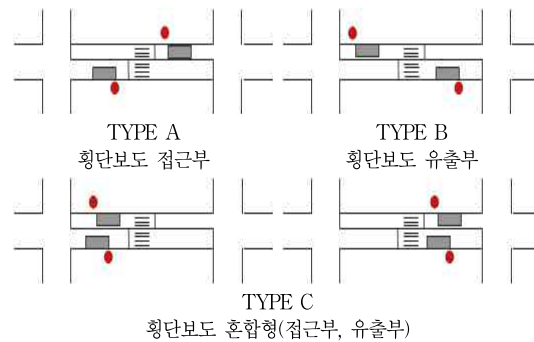 TYPE A
횡단보도 접근부
TYPE B
횡단보도 유출부
TYPE C
횡단보도 혼합형(접근부, 유출부)